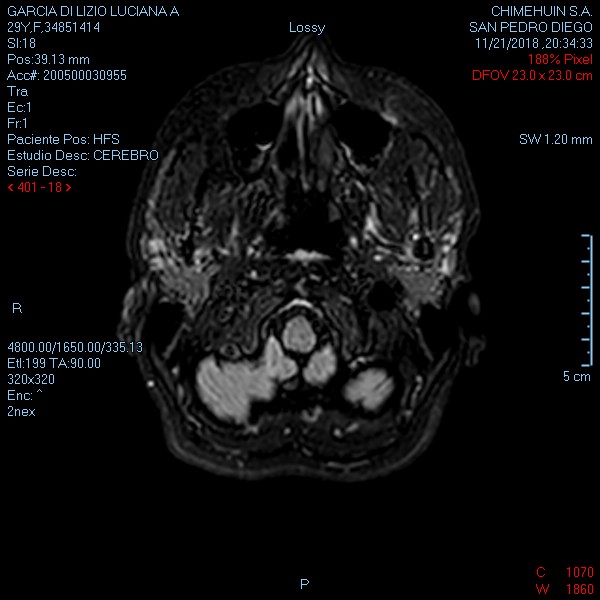 GARCIA DI LIZIO LUCIANA A
29Y,F,34851414
Sl:18
Pos:39.13 mm
Acc#: 200500030955
Tra
Ec:1
Fr:1
Paciente Pos: HFS
Estudio Desc: CEREBRO
Serie Desc:
< 401 - 18 >
Lossy
CHIMEHUIN S.A.
SAN PEDRO DIEGO
11/21/2018 ,20:34:33
188% Pixel
DFOV 23.0 x 23.0 cm
SW 1.20 mm
R
5 cm
4800.00/1650.00/335.13
Etl:199 TA:90.00
320x320
Enc: ^
2nex
P
C 1070
W 1860